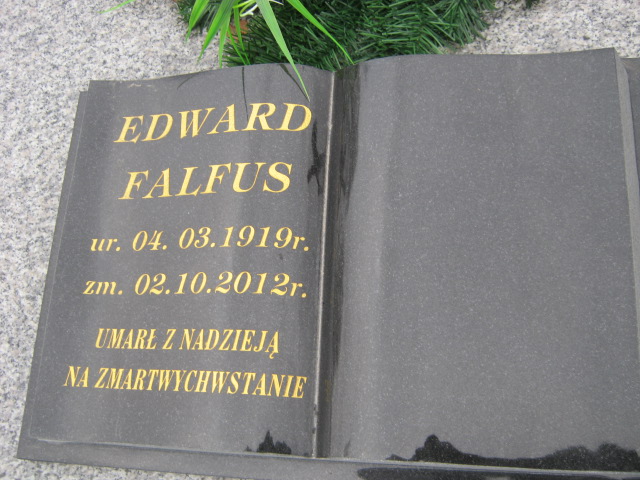 EDWARD
FALFUS
ur. 04. 03.1919r.
zm. 02.10.2012r.
UMARŁ Z NADZIEJĄ
NA ZMARTWYCHWSTANIE